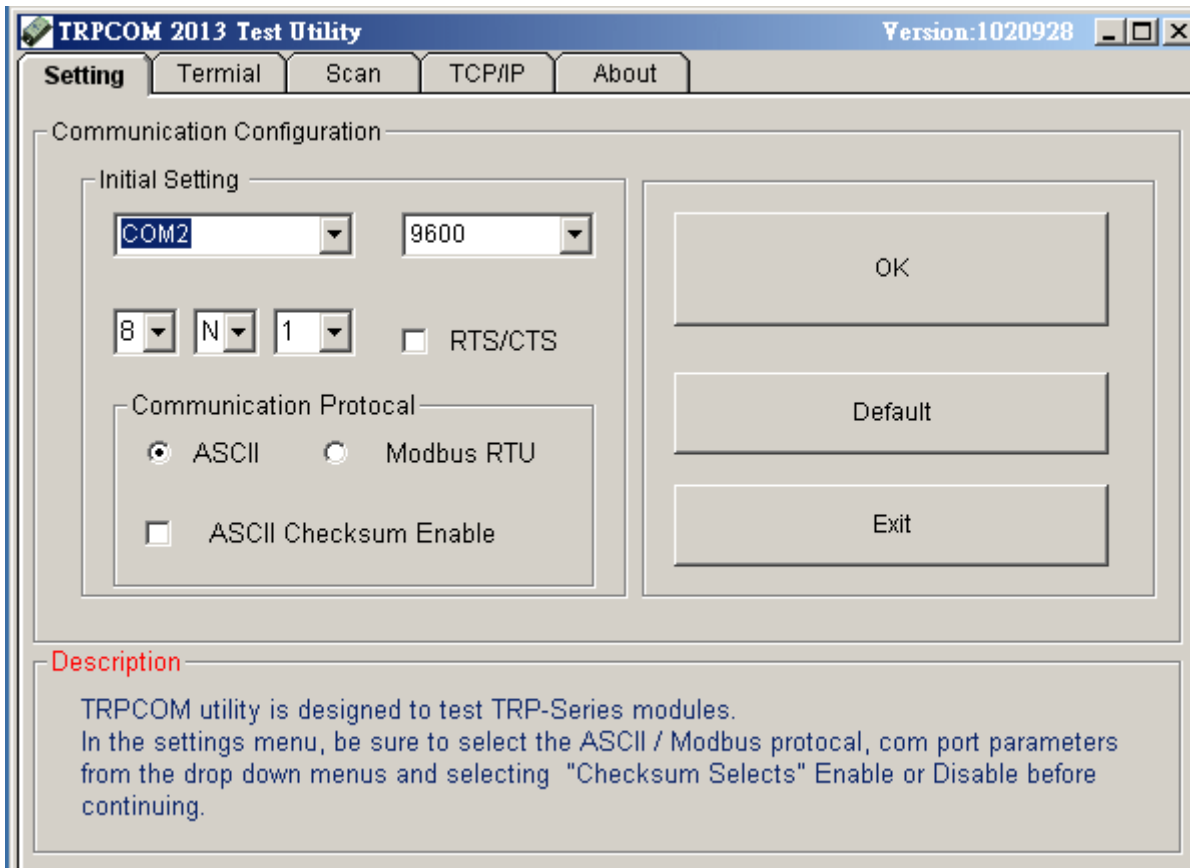 TRPCOM 2013 Test Utility Version:1020928
Setting Termial Scan TCP/IP About
Communication Configuration
Initial Setting
COM2 9600
OK
8 N 1 RTS/CTS
Communication Protocal
Default
ASCII Modbus RTU
Exit
ASCII Checksum Enable
Description
TRPCOM utility is designed to test TRP-Series modules.
In the settings menu, be sure to select the ASCII / Modbus protocal, com port parameters
from the drop down menus and selecting "Checksum Selects" Enable or Disable before
continuing.